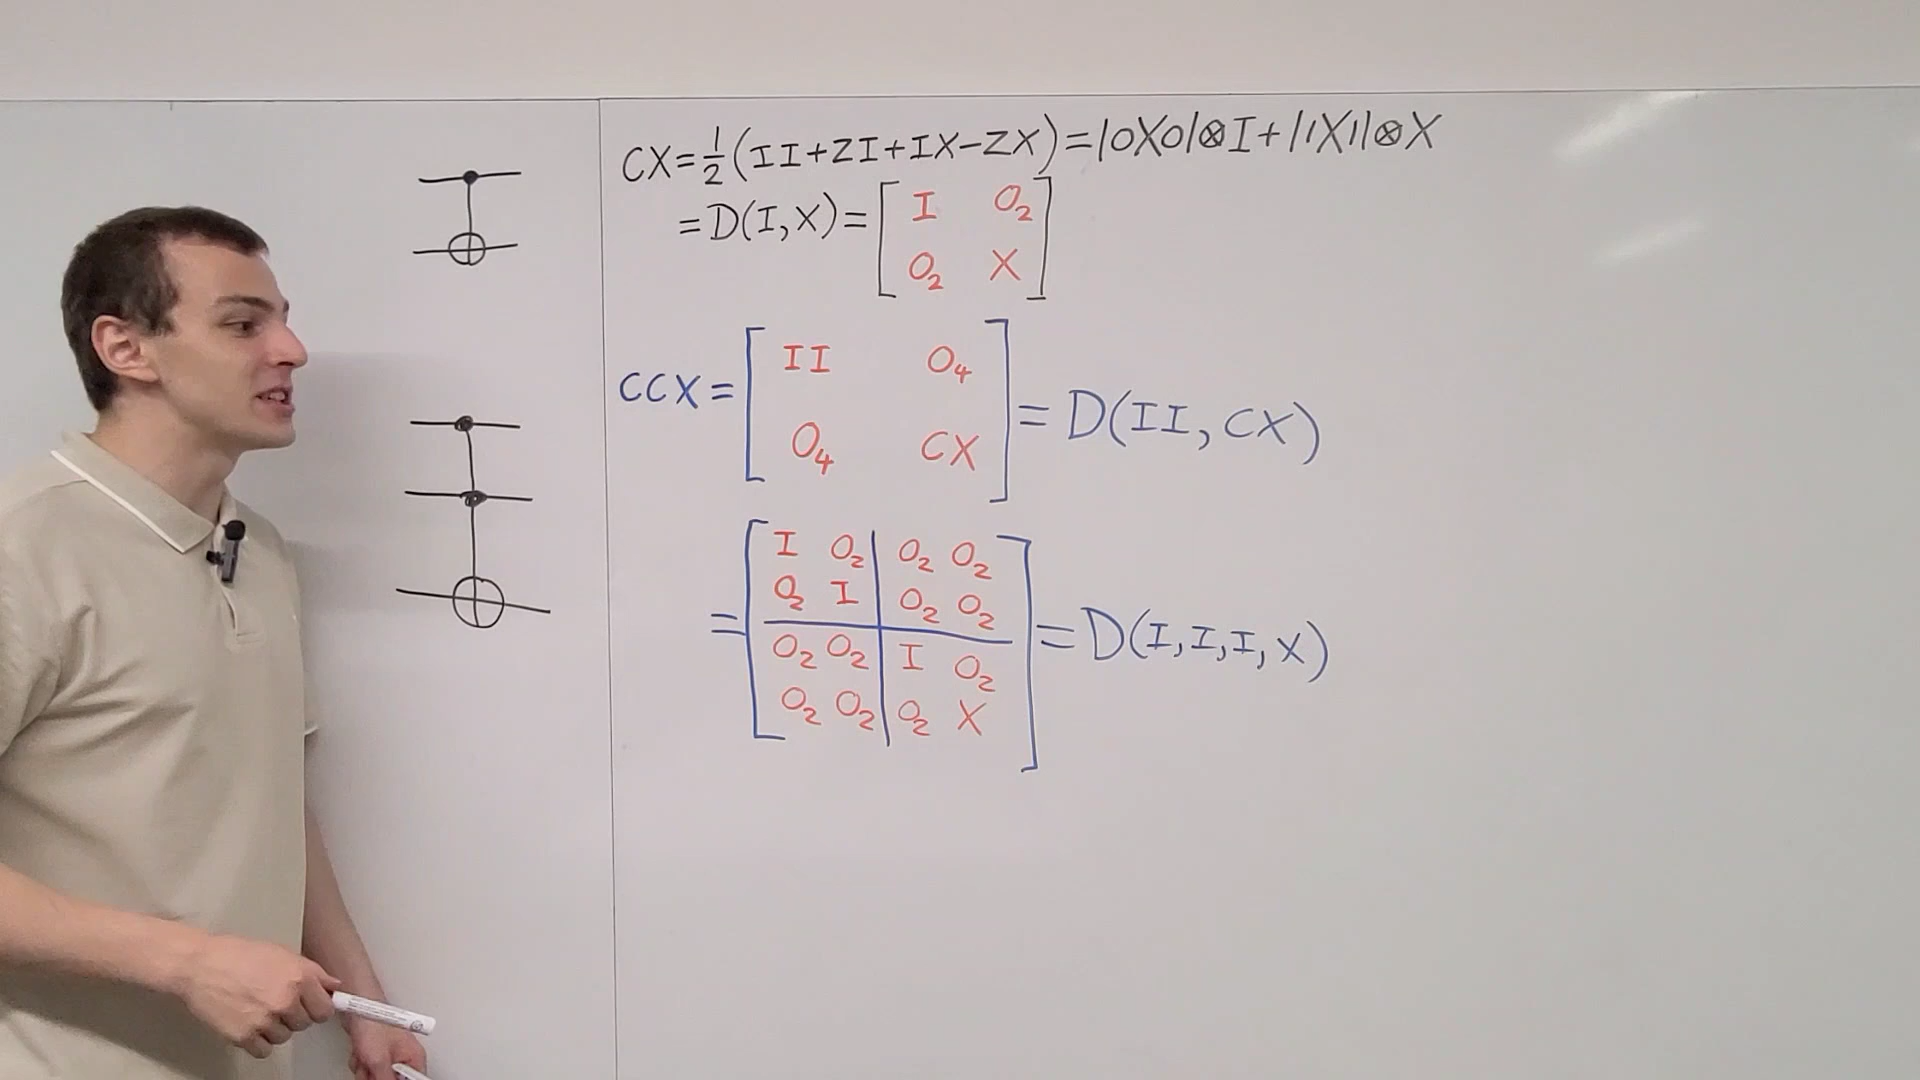 CX=½(II+ZI+IX-ZX)=|0X0|⊗I+|1X1|⊗X
=D(I,X)=[I O₂
O₂ X]
CCX=[II O₄
O₄ CX]=D(II,CX)
=[I O₂|O₂ O₂
O₂ I|O₂ O₂
O₂ O₂|I O₂
O₂ O₂|O₂ X]=D(I,I,I,X)